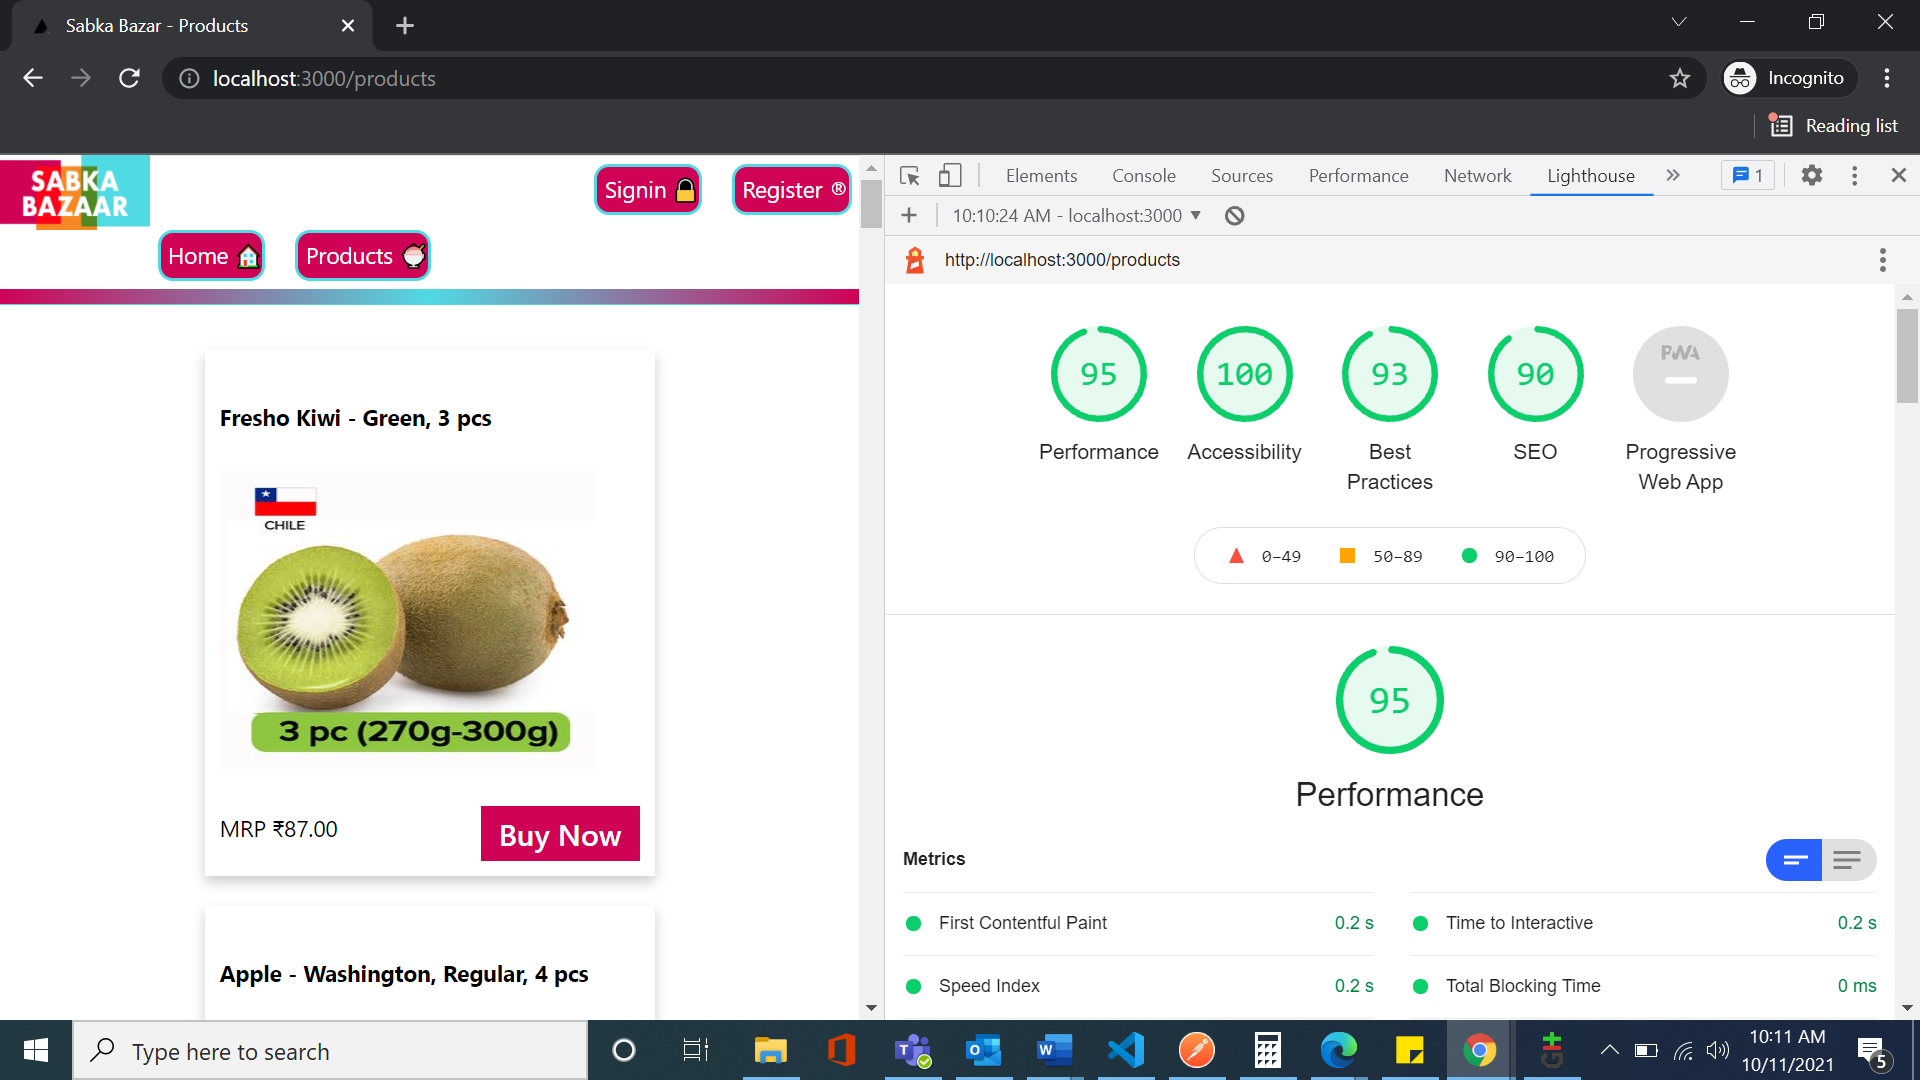 Sabka Bazar - Products
localhost:3000/products
Incognito
Reading list
SABKA
BAZAAR
Signin
Register ®
Home
Products
Fresho Kiwi - Green, 3 pcs
CHILE
3 pc (270g-300g)
MRP ₹87.00
Buy Now
Apple - Washington, Regular, 4 pcs
Elements
Console
Sources
Performance
Network
Lighthouse
1
10:10:24 AM - localhost:3000
http://localhost:3000/products
95
100
93
90
PWA
Performance
Accessibility
Best
Practices
SEO
Progressive
Web App
0–49
50–89
90–100
95
Performance
Metrics
First Contentful Paint
0.2 s
Time to Interactive
0.2 s
Speed Index
0.2 s
Total Blocking Time
0 ms
Type here to search
10:11 AM
10/11/2021
5